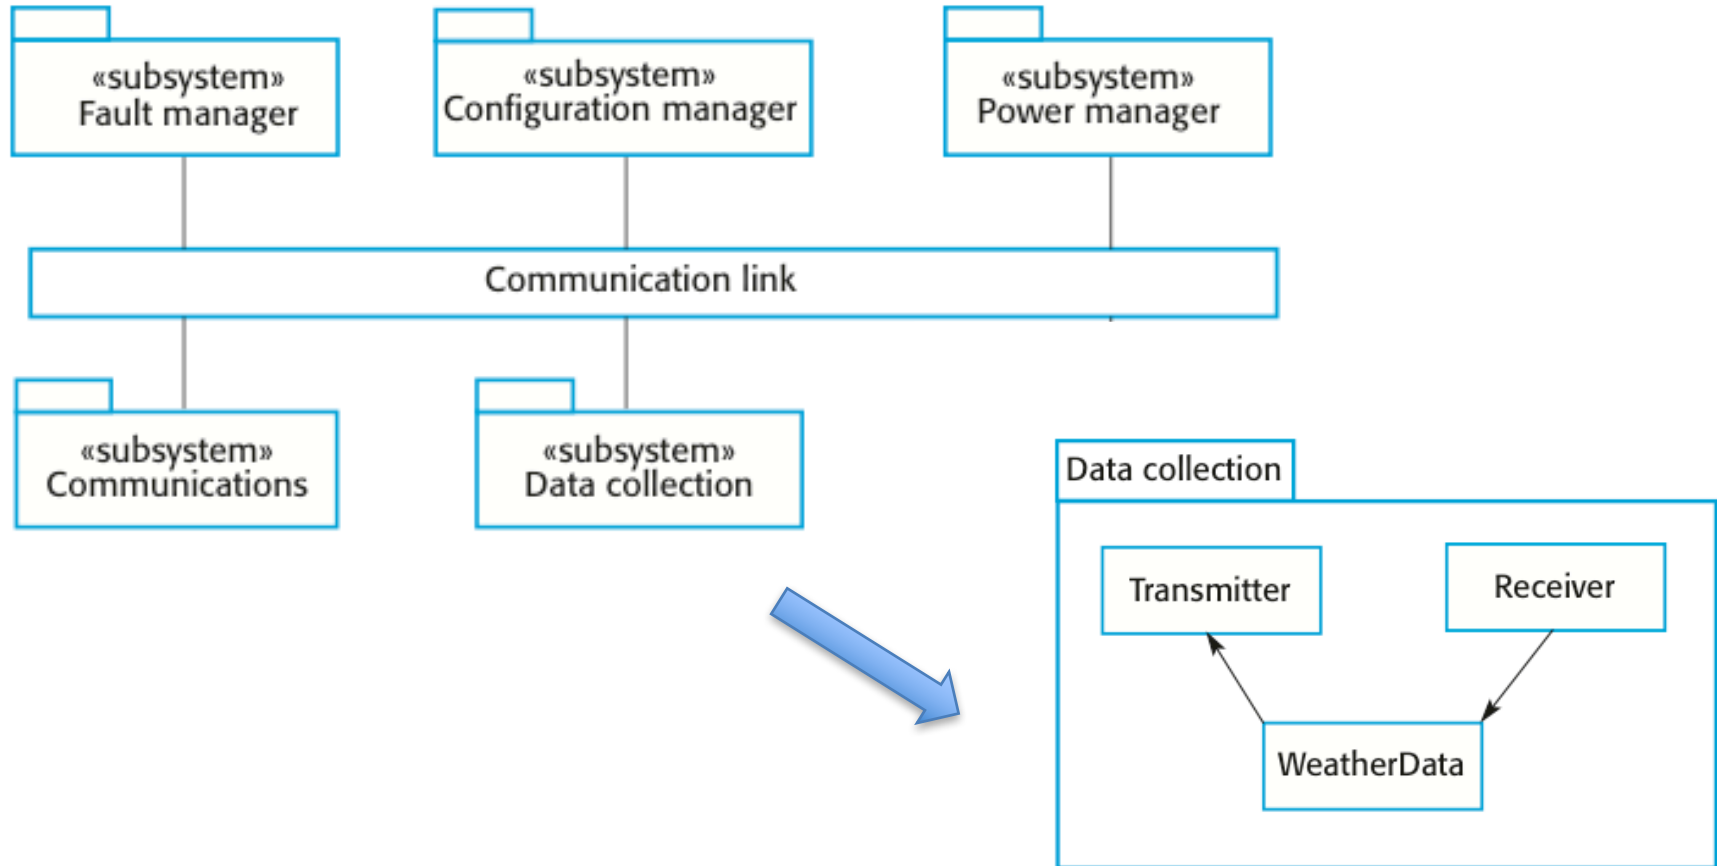 «subsystem»
Fault manager
«subsystem»
Configuration manager
«subsystem»
Power manager
Communication link
«subsystem»
Communications
«subsystem»
Data collection
Data collection
Transmitter
Receiver
WeatherData